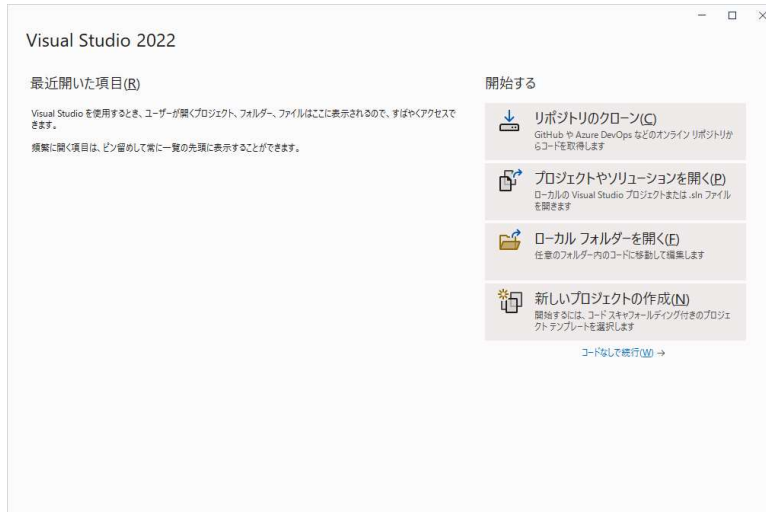 Visual Studio 2022
最近開いた項目(R)
Visual Studio を使用するとき、ユーザーが開くプロジェクト、フォルダー、ファイルはここに表示されるので、すばやくアクセスで
きます。
頻繁に開く項目は、ピン留めして常に一覧の先頭に表示することができます。
開始する
リポジトリのクローン(C)
GitHub や Azure DevOps などのオンライン リポジトリか
らコードを取得します
プロジェクトやソリューションを開く(P)
ローカルの Visual Studio プロジェクトまたは .sln ファイル
を開きます
ローカル フォルダーを開く(F)
任意のフォルダー内のコードに移動して編集します
新しいプロジェクトの作成(N)
開始するには、コード スキャフォールディング付きのプロジェ
クト テンプレートを選択します
コードなしで続行(W) →